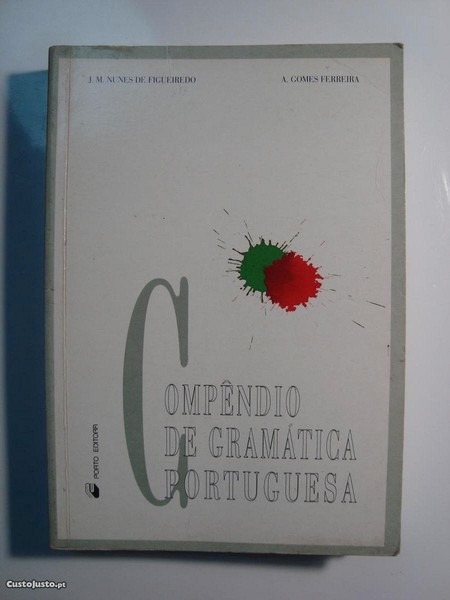 J. M. NUNES DE FIGUEIREDO
A. GOMES FERREIRA
COMPÊNDIO
DE GRAMÁTICA
PORTUGUESA
PORTO EDITORA
CustoJusto.pt